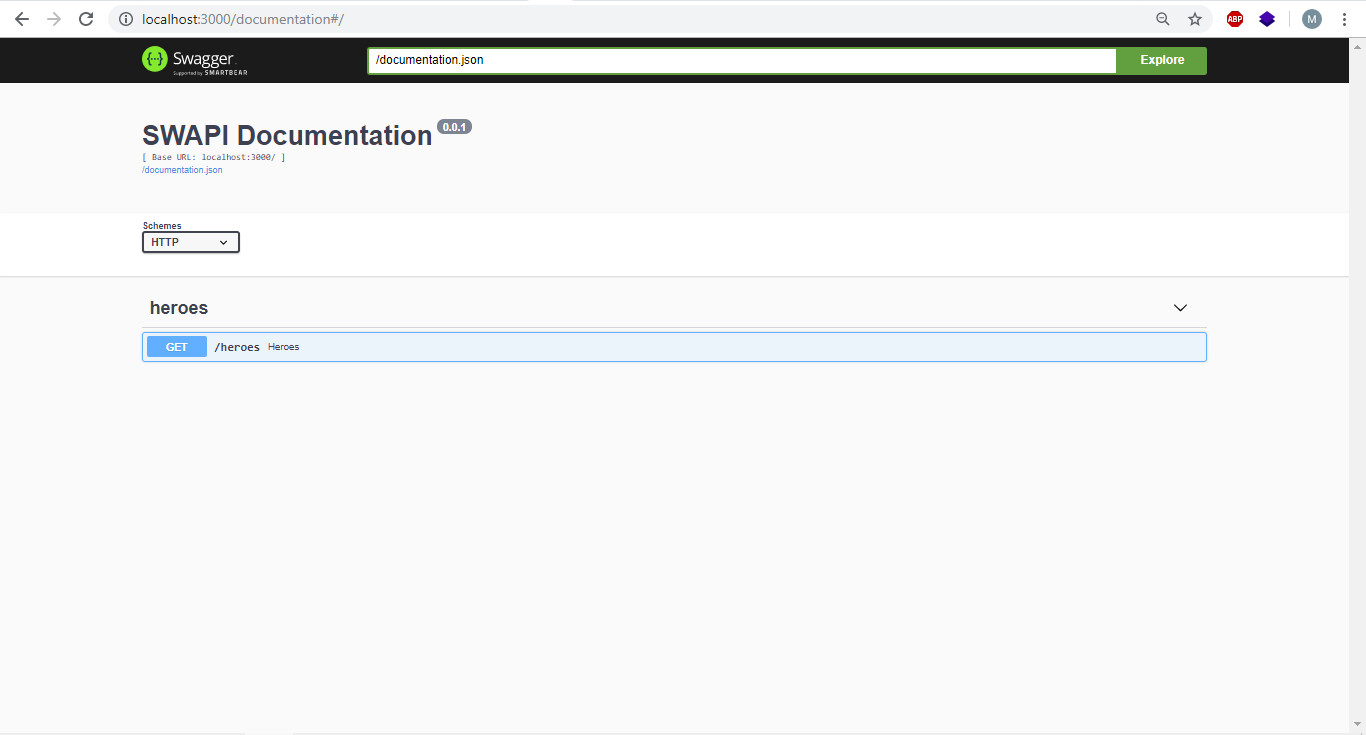 localhost:3000/documentation#/
ABP
M
Swagger
Supported by SMARTBEAR
/documentation.json
Explore
SWAPI Documentation 0.0.1
[ Base URL: localhost:3000/ ]
/documentation.json
Schemes
HTTP
heroes
GET /heroes Heroes